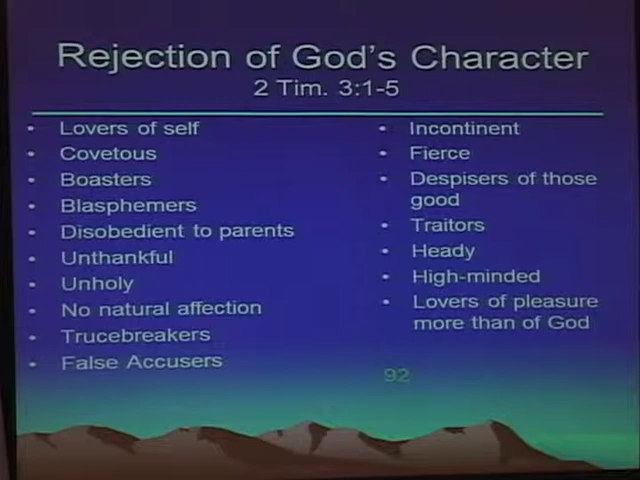 Rejection of God's Character
2 Tim. 3:1-5
• Lovers of self
• Covetous
• Boasters
• Blasphemers
• Disobedient to parents
• Unthankful
• Unholy
• No natural affection
• Trucebreakers
• False Accusers
• Incontinent
• Fierce
• Despisers of those
good
• Traitors
• Heady
• High-minded
• Lovers of pleasure
more than of God
92